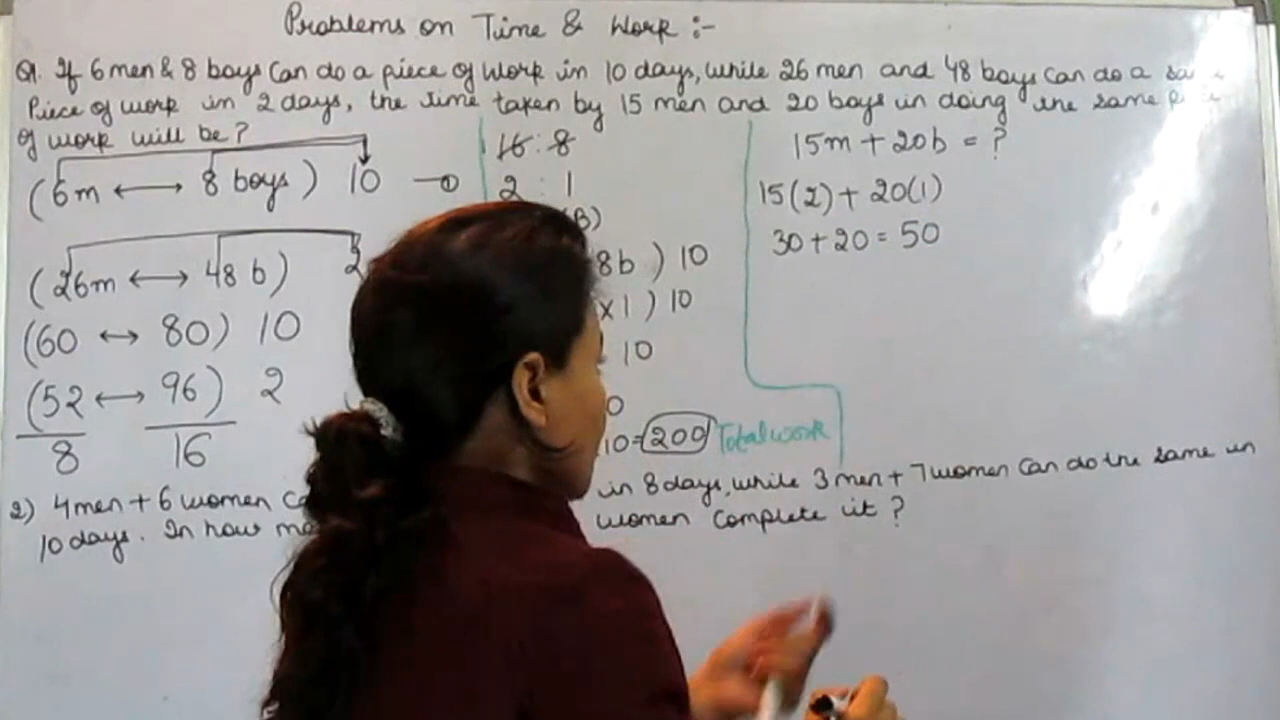 Problems on Time & Work :-
Q1. If 6 men & 8 boys can do a piece of work in 10 days, while 26 men and 48 boys can do a
Piece of work in 2 days, the time taken by 15 men and 20 boys in doing the same
of work will be?
(6m ⟷ 8 boys) 10 —①
(26m ⟷ 48 b) 2
(60 ↔ 80) 10
(52 ⟷ 96) 2
8 16
16 : 8
2 : 1
(B)
8b ) 10
x 1 ) 10
10
0
10 = 200 Total work
15m + 20b = ?
15(2) + 20(1)
30 + 20 = 50
2) 4 men + 6 women in 8 days, while 3 men + 7 women can do the same in
10 days. In how women complete it ?